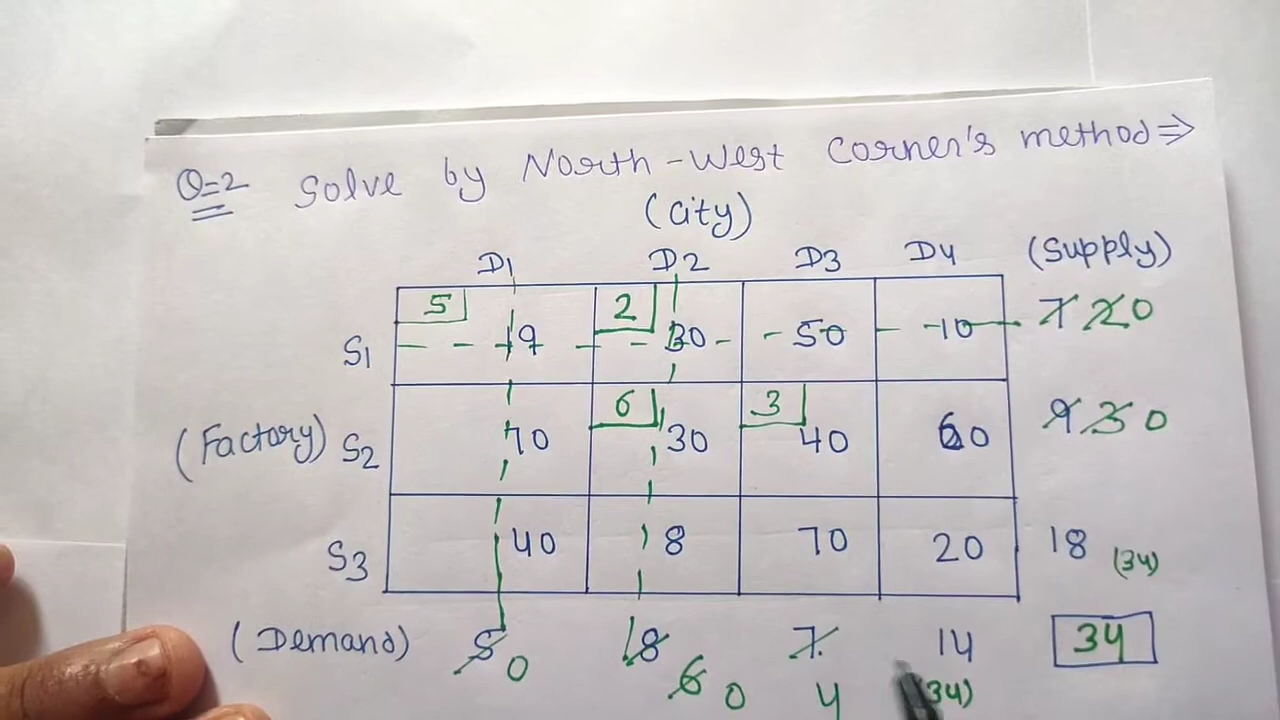 Q=2 Solve by North-West Corner's method⇒
(City)
D1 D2 D3 D4 (Supply)
5 2
S1 19 30 50 10 7 2 0
6 3
(Factory) S2 70 30 40 60 9 3 0
S3 40 8 70 20 18 (34)
(Demand) 5 0 8 6 0 7 4 14 (34) 34